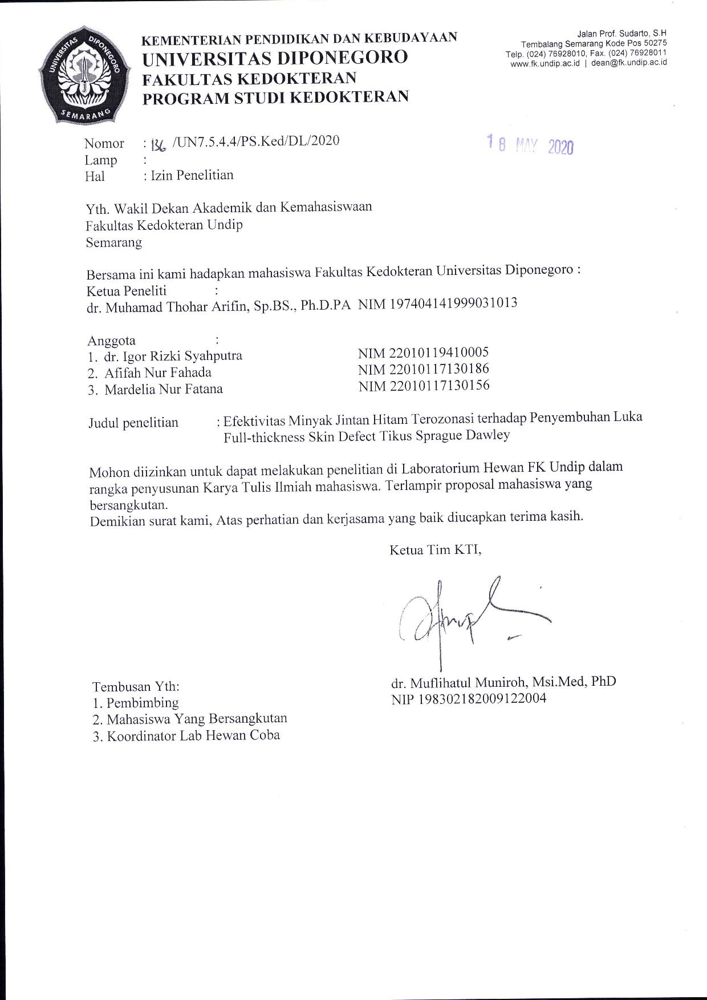 UNIVERSITAS DIPONEGORO
SEMARANG
KEMENTERIAN PENDIDIKAN DAN KEBUDAYAAN
UNIVERSITAS DIPONEGORO
FAKULTAS KEDOKTERAN
PROGRAM STUDI KEDOKTERAN
Jalan Prof. Sudarto, S.H
Tembalang Semarang Kode Pos 50275
Telp. (024) 76928010, Fax. (024) 76928011
www.fk.undip.ac.id | dean@fk.undip.ac.id
Nomor : 136 /UN7.5.4.4/PS.Ked/DL/2020 18 MAY 2020
Lamp :
Hal : Izin Penelitian
Yth. Wakil Dekan Akademik dan Kemahasiswaan
Fakultas Kedokteran Undip
Semarang
Bersama ini kami hadapkan mahasiswa Fakultas Kedokteran Universitas Diponegoro :
Ketua Peneliti :
dr. Muhamad Thohar Arifin, Sp.BS., Ph.D.PA NIM 197404141999031013
Anggota :
1. dr. Igor Rizki Syahputra NIM 22010119410005
2. Afifah Nur Fahada NIM 22010117130186
3. Mardelia Nur Fatana NIM 22010117130156
Judul penelitian : Efektivitas Minyak Jintan Hitam Terozonasi terhadap Penyembuhan Luka
Full-thickness Skin Defect Tikus Sprague Dawley
Mohon diizinkan untuk dapat melakukan penelitian di Laboratorium Hewan FK Undip dalam
rangka penyusunan Karya Tulis Ilmiah mahasiswa. Terlampir proposal mahasiswa yang
bersangkutan.
Demikian surat kami, Atas perhatian dan kerjasama yang baik diucapkan terima kasih.
Ketua Tim KTI,
dr. Muflihatul Muniroh, Msi.Med, PhD
NIP 198302182009122004
Tembusan Yth:
1. Pembimbing
2. Mahasiswa Yang Bersangkutan
3. Koordinator Lab Hewan Coba